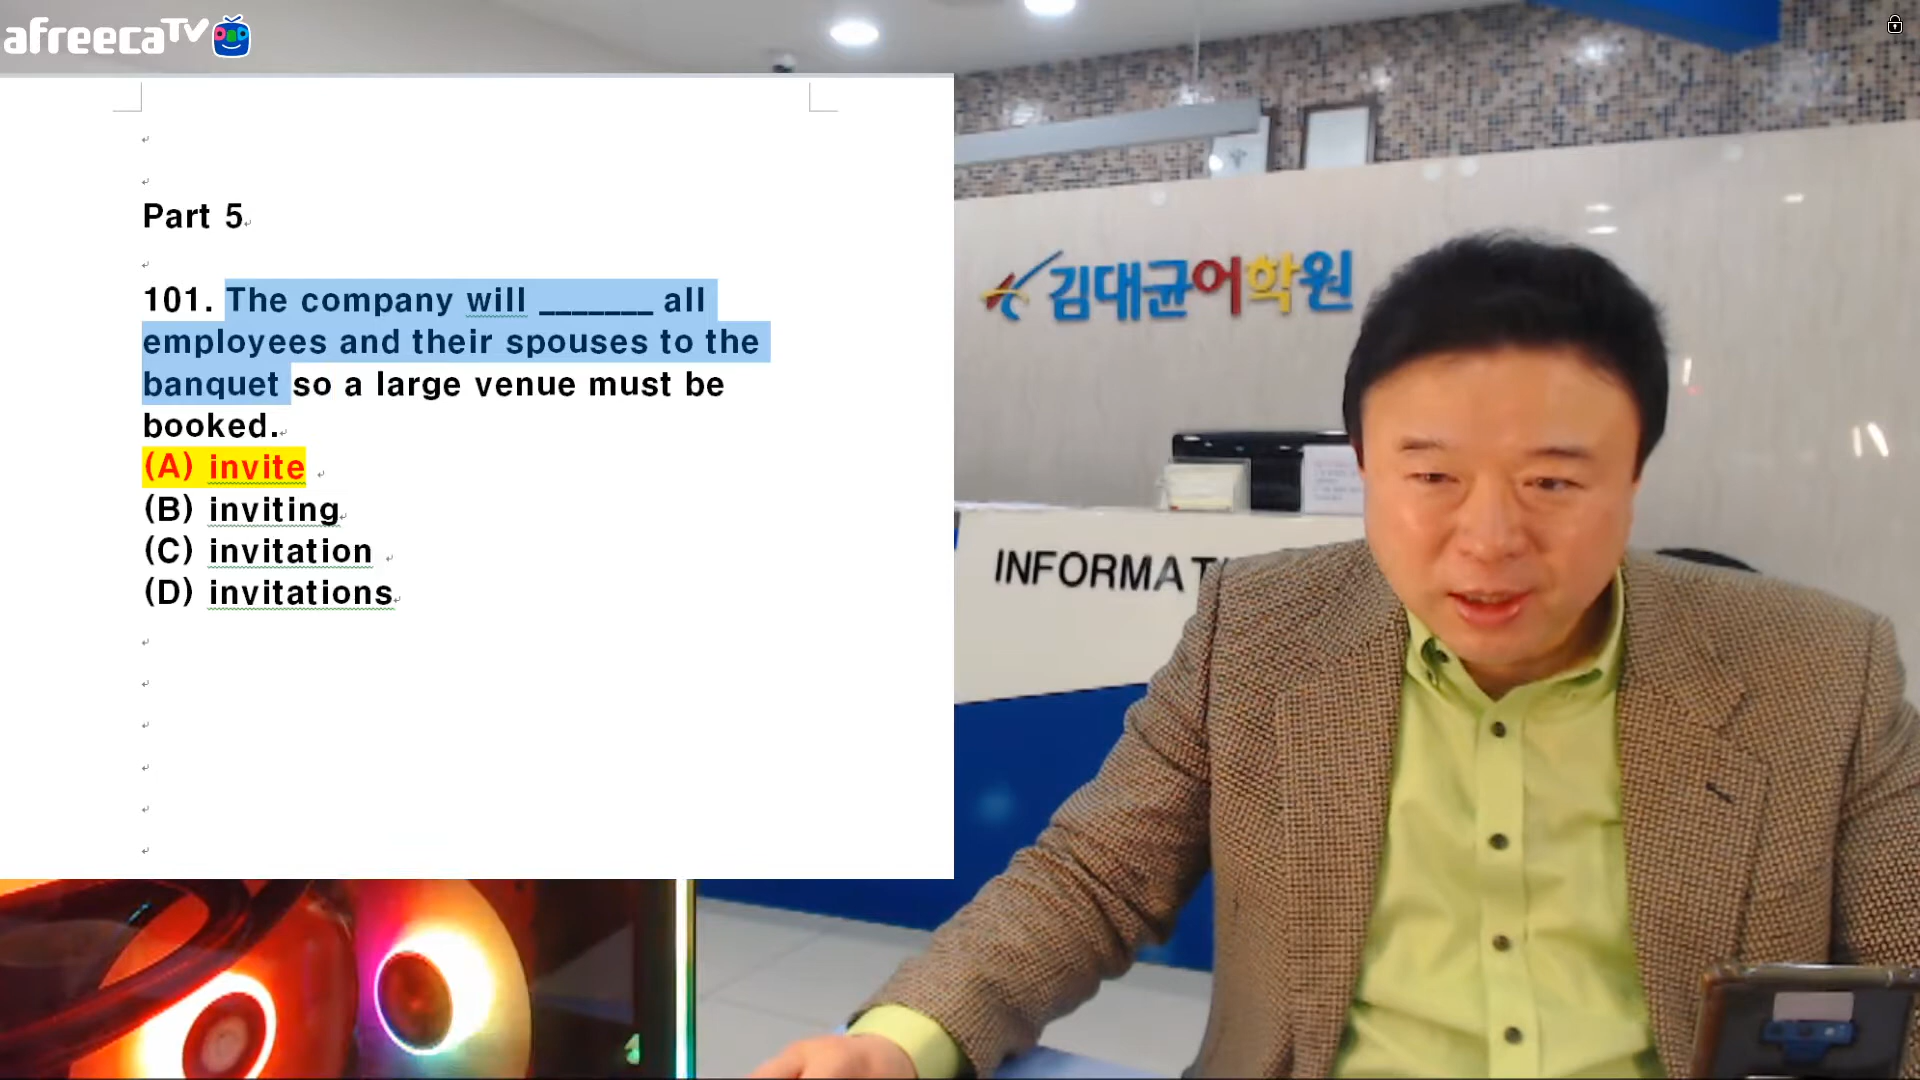 afreecaTV
Part 5
101. The company will _______ all
employees and their spouses to the
banquet so a large venue must be
booked.
(A) invite
(B) inviting
(C) invitation
(D) invitations
김대균어학원
INFORMAT